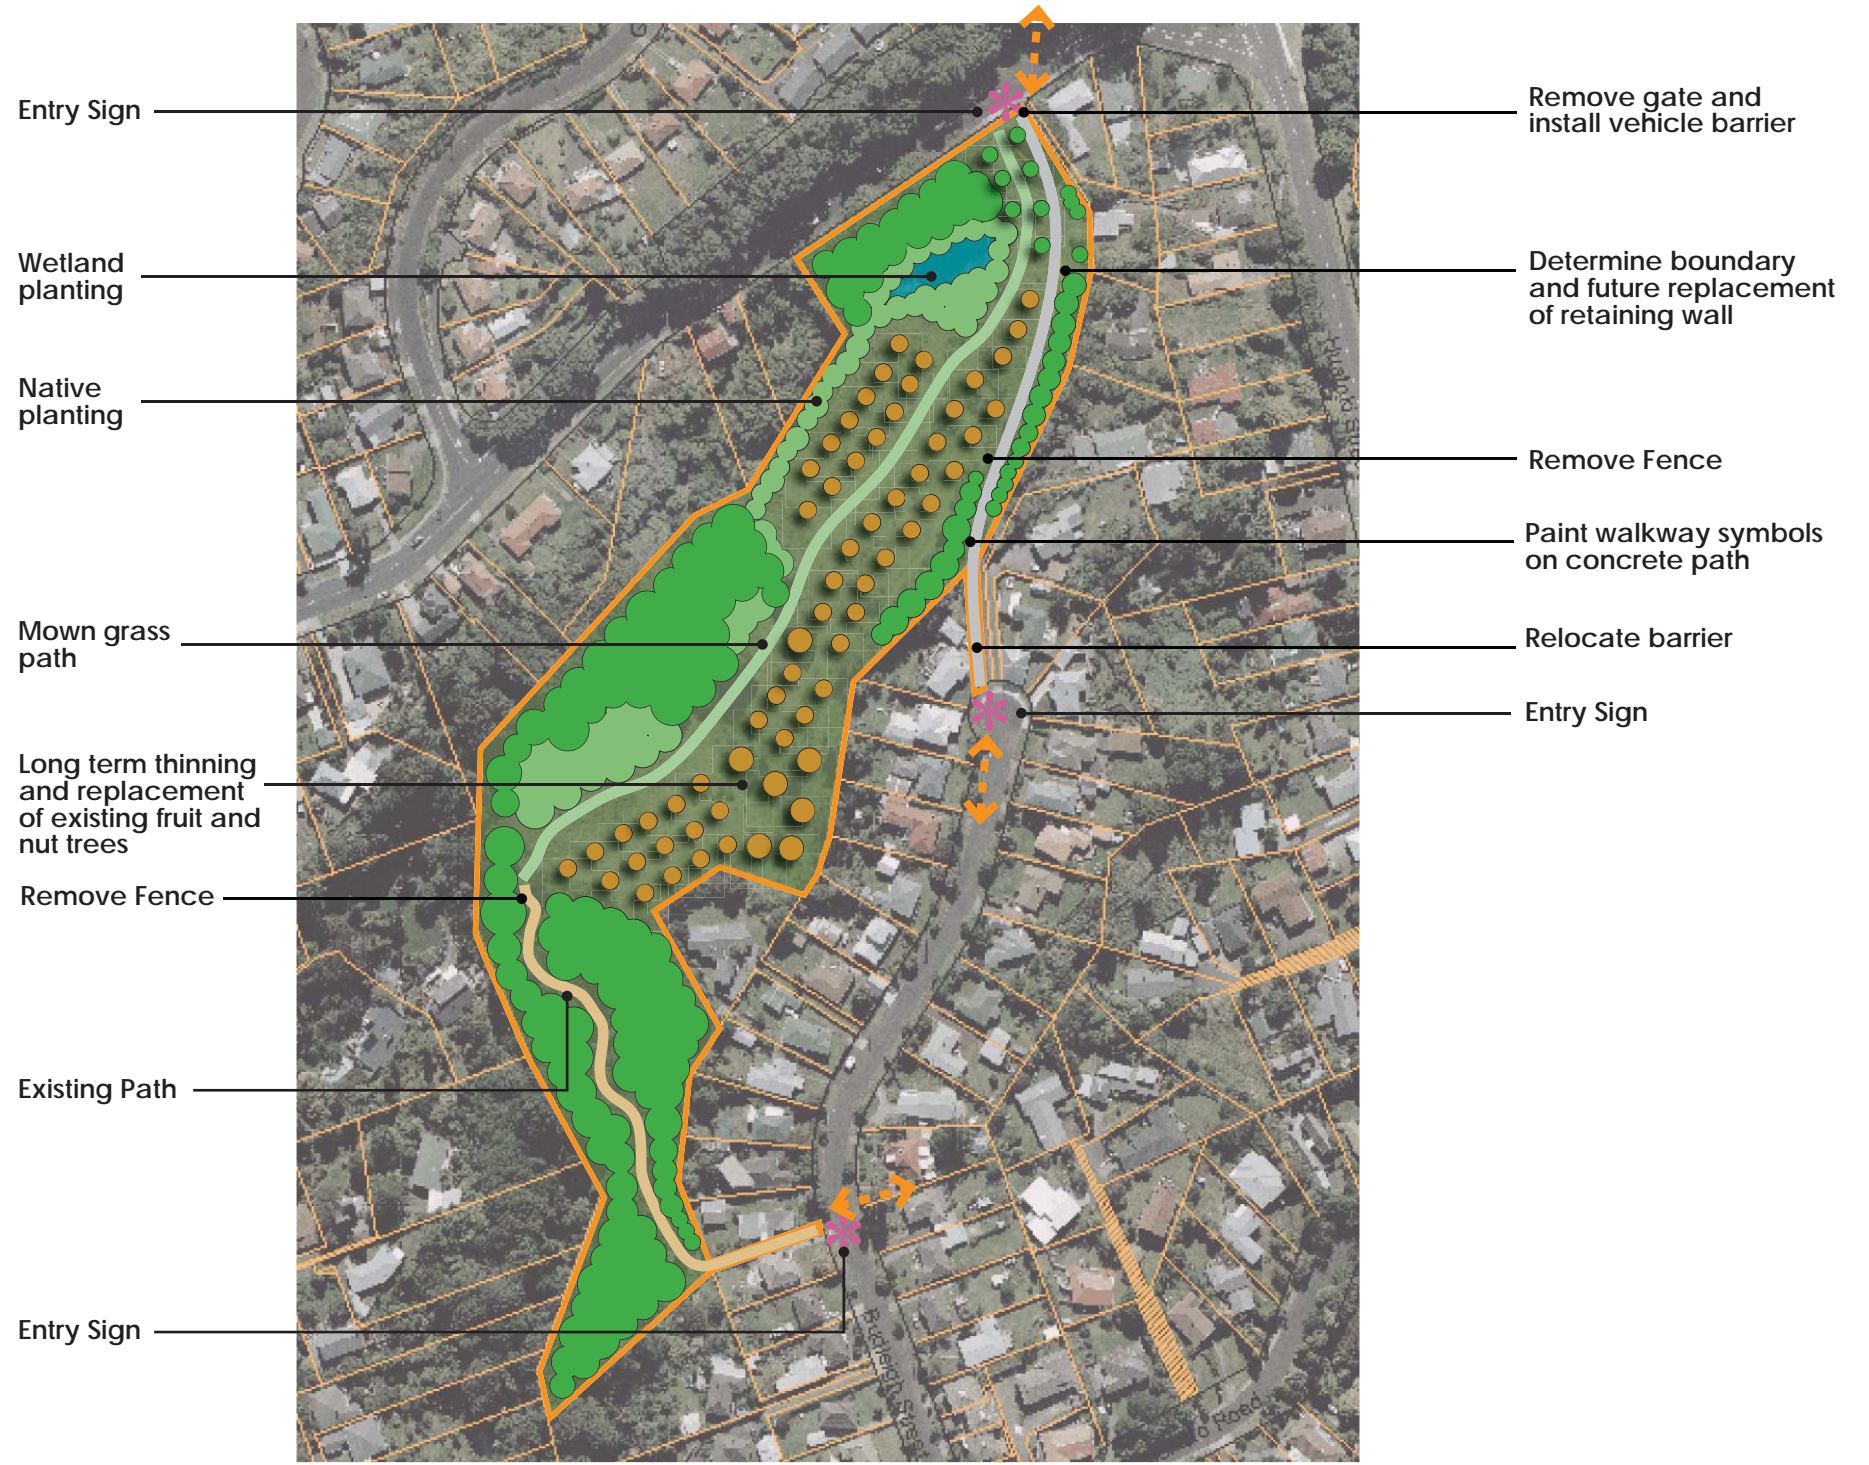 Entry Sign
Wetland
planting
Native
planting
Mown grass
path
Long term thinning
and replacement
of existing fruit and
nut trees
Remove Fence
Existing Path
Entry Sign
Remove gate and
install vehicle barrier
Determine boundary
and future replacement
of retaining wall
Remove Fence
Paint walkway symbols
on concrete path
Relocate barrier
Entry Sign
Street
Road